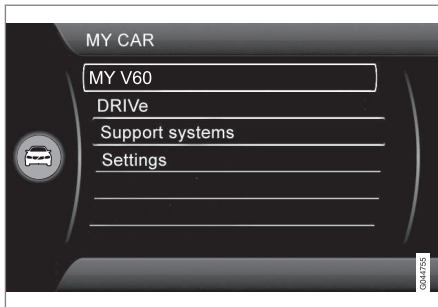 MY CAR
MY V60
DRIVe
Support systems
Settings
G044755